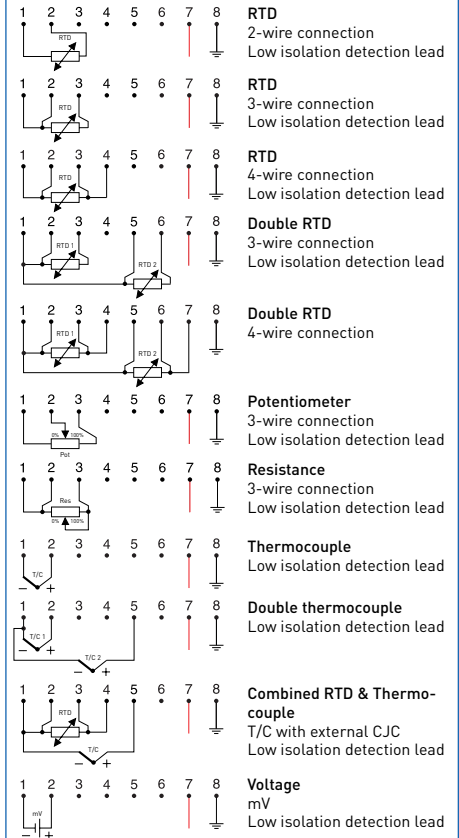 1 2 3 4 5 6 7 8
RTD
RTD
2-wire connection
Low isolation detection lead
1 2 3 4 5 6 7 8
RTD
RTD
3-wire connection
Low isolation detection lead
1 2 3 4 5 6 7 8
RTD
RTD
4-wire connection
Low isolation detection lead
1 2 3 4 5 6 7 8
RTD 1
RTD 2
Double RTD
3-wire connection
Low isolation detection lead
1 2 3 4 5 6 7 8
RTD 1
RTD 2
Double RTD
4-wire connection
1 2 3 4 5 6 7 8
0% 100%
Pot
Potentiometer
3-wire connection
Low isolation detection lead
1 2 3 4 5 6 7 8
Res
0% 100%
Resistance
3-wire connection
Low isolation detection lead
1 2 3 4 5 6 7 8
T/C
− +
Thermocouple
Low isolation detection lead
1 2 3 4 5 6 7 8
T/C 1
− +
T/C 2
− +
Double thermocouple
Low isolation detection lead
1 2 3 4 5 6 7 8
RTD
T/C
− +
Combined RTD & Thermo-
couple
T/C with external CJC
Low isolation detection lead
1 2 3 4 5 6 7 8
mV
− +
Voltage
mV
Low isolation detection lead